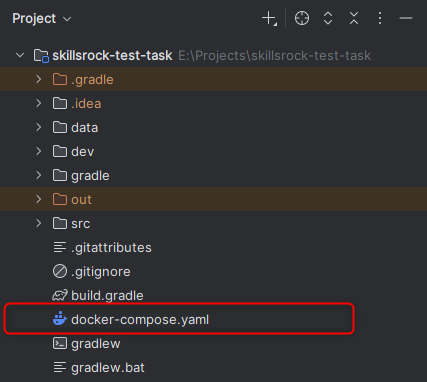 Project
skillsrock-test-task E:\Projects\skillsrock-test-task
.gradle
.idea
data
dev
gradle
out
src
.gitattributes
.gitignore
build.gradle
docker-compose.yaml
gradlew
gradlew.bat